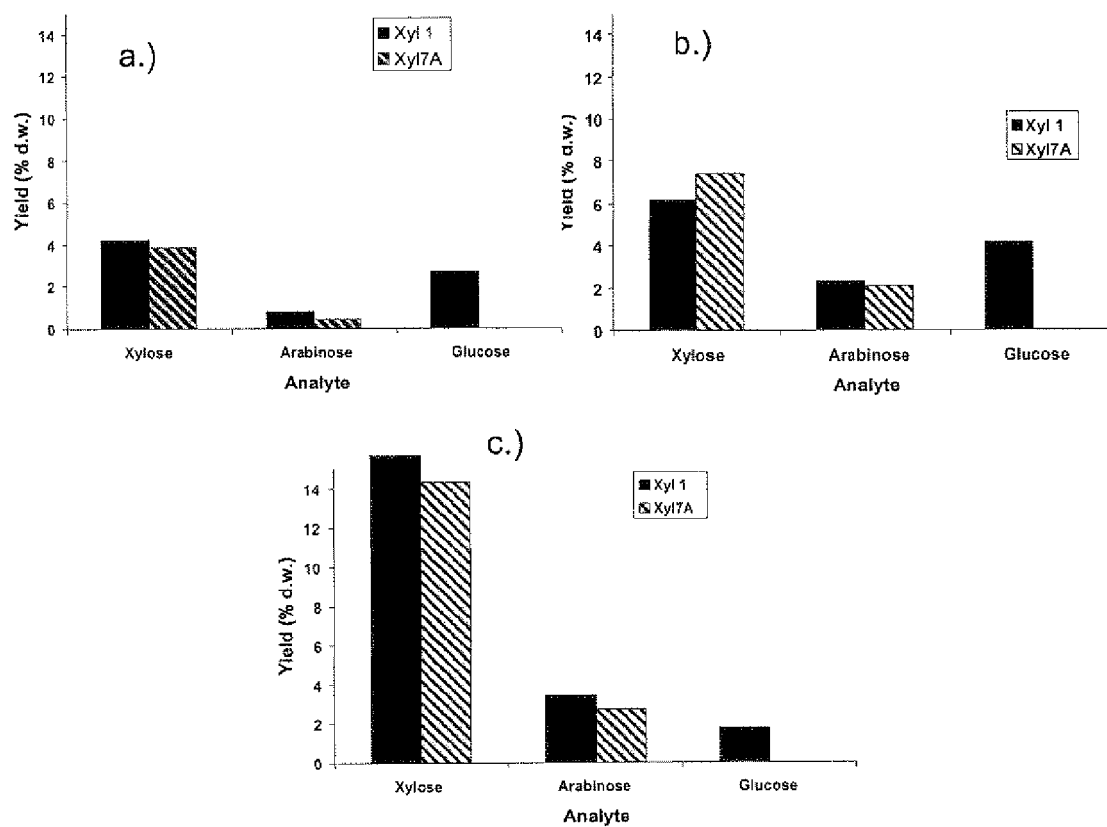 a.)
Xyl 1
Xyl7A
14
12
10
8
6
4
2
0
Yield (% d.w.)
Xylose Arabinose Glucose
Analyte
b.)
Xyl 1
Xyl7A
14
12
10
8
6
4
2
0
Yield (% d.w.)
Xylose Arabinose Glucose
Analyte
c.)
Xyl 1
Xyl7A
14
12
10
8
6
4
2
0
Yield (% d.w.)
Xylose Arabinose Glucose
Analyte